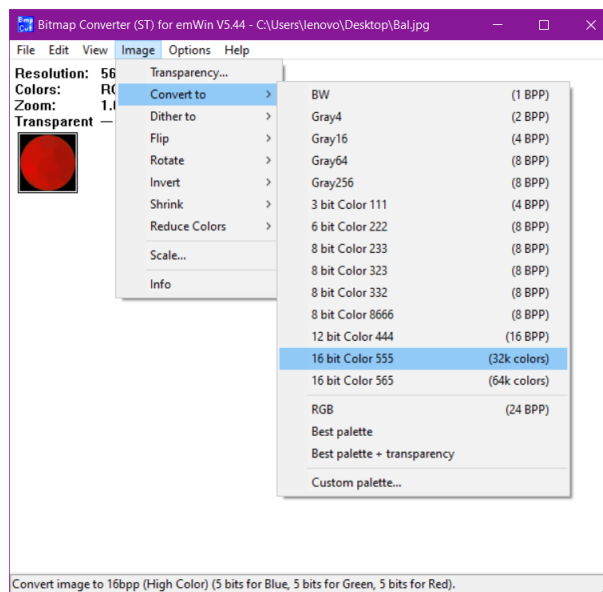 Bmp Cvt Bitmap Converter (ST) for emWin V5.44 - C:\Users\lenovo\Desktop\Bal.jpg
File Edit View Image Options Help
Resolution: 56
Colors:
Zoom: 1.
Transparent —
Transparency...
Convert to >
Dither to >
Flip >
Rotate >
Invert >
Shrink >
Reduce Colors >
Scale...
Info
BW (1 BPP)
Gray4 (2 BPP)
Gray16 (4 BPP)
Gray64 (8 BPP)
Gray256 (8 BPP)
3 bit Color 111 (4 BPP)
6 bit Color 222 (8 BPP)
8 bit Color 233 (8 BPP)
8 bit Color 323 (8 BPP)
8 bit Color 332 (8 BPP)
8 bit Color 8666 (8 BPP)
12 bit Color 444 (16 BPP)
16 bit Color 555 (32k colors)
16 bit Color 565 (64k colors)
RGB (24 BPP)
Best palette
Best palette + transparency
Custom palette...
Convert image to 16bpp (High Color) (5 bits for Blue, 5 bits for Green, 5 bits for Red).